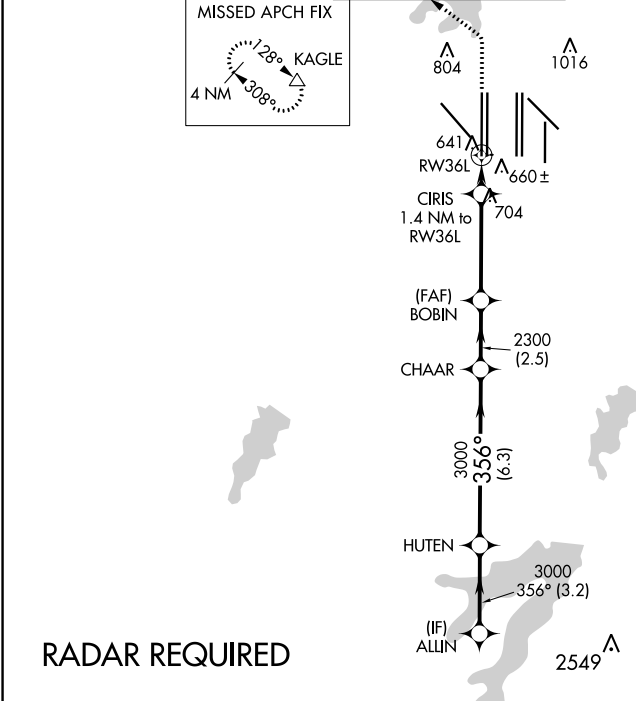 MISSED APCH FIX
128°
KAGLE
4 NM
308°
804
1016
641
RW36L
660±
CIRIS
1.4 NM to
RW36L
704
(FAF)
BOBIN
2300
(2.5)
CHAAR
3000
356°
(6.3)
HUTEN
3000
356° (3.2)
(IF)
ALLIN
RADAR REQUIRED
2549